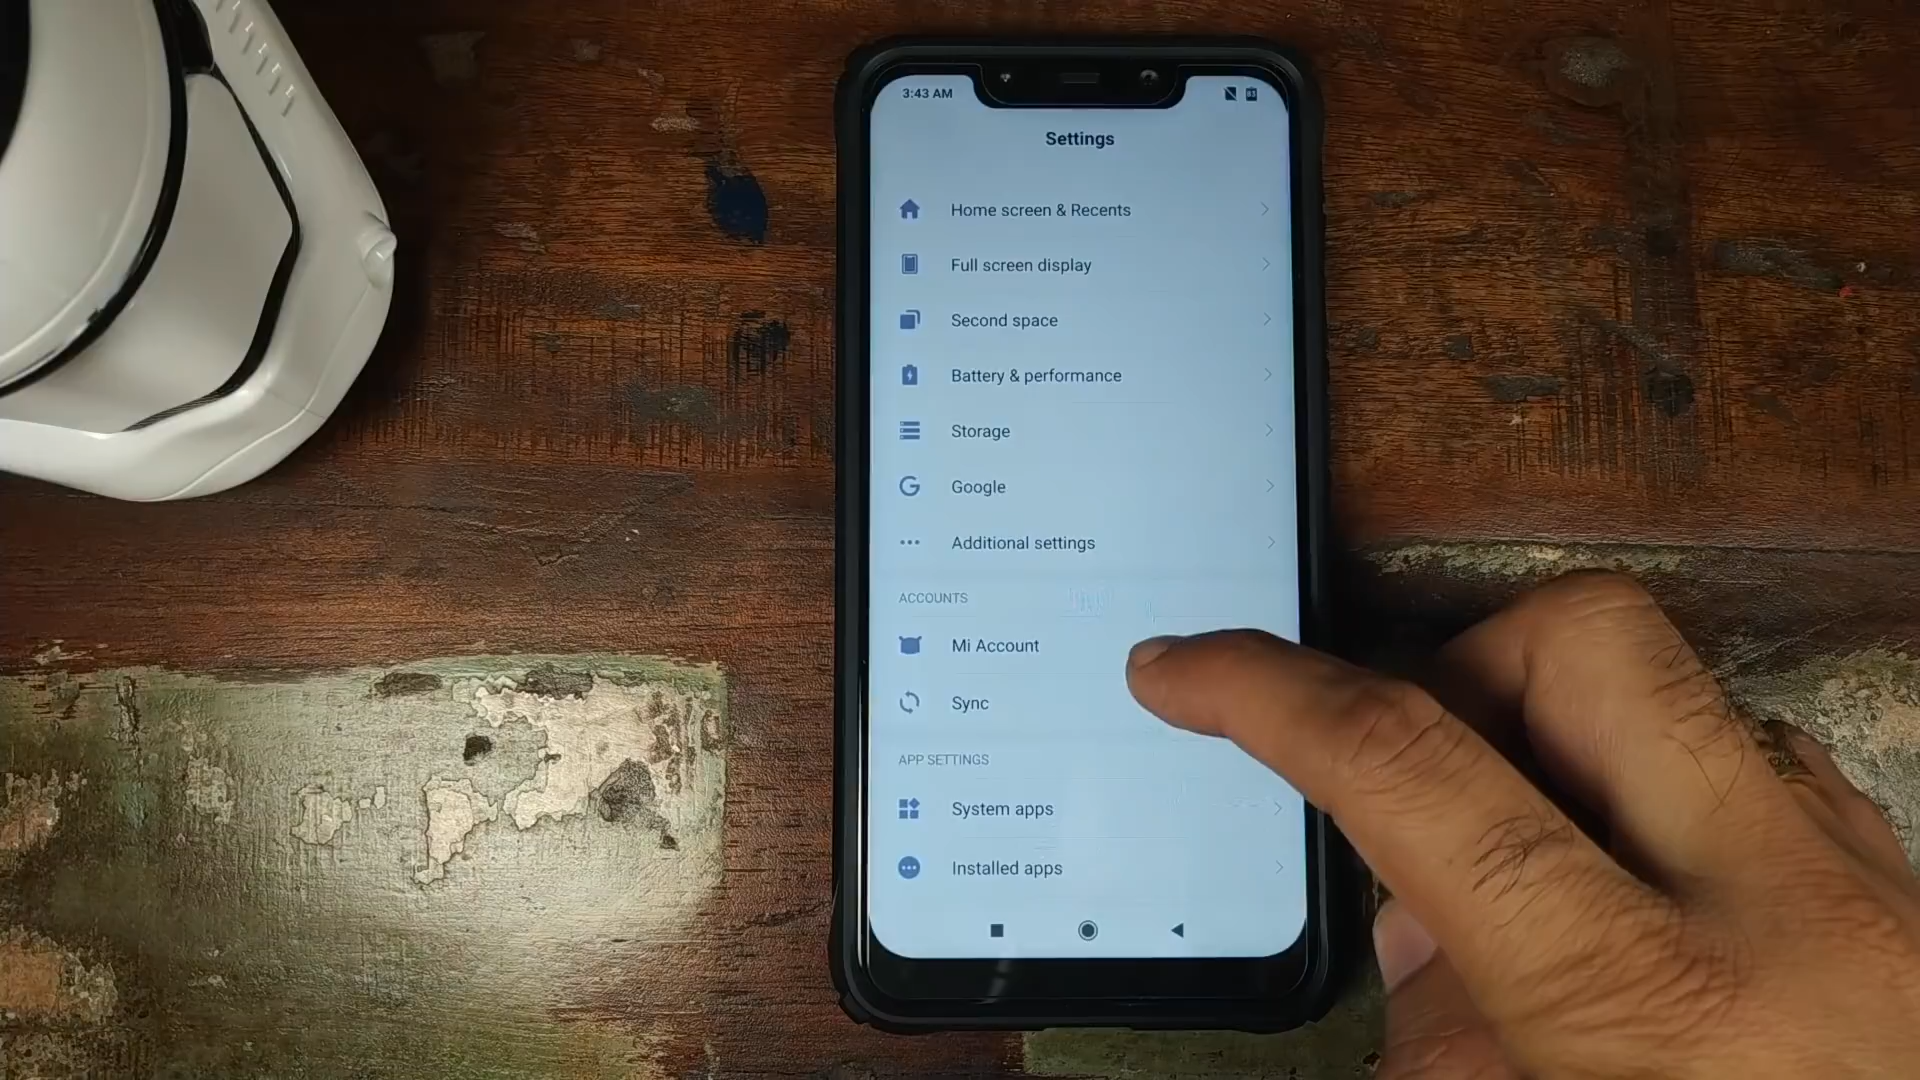 3:43 AM
Settings
Home screen & Recents
Full screen display
Second space
Battery & performance
Storage
Google
Additional settings
ACCOUNTS
Mi Account
Sync
APP SETTINGS
System apps
Installed apps